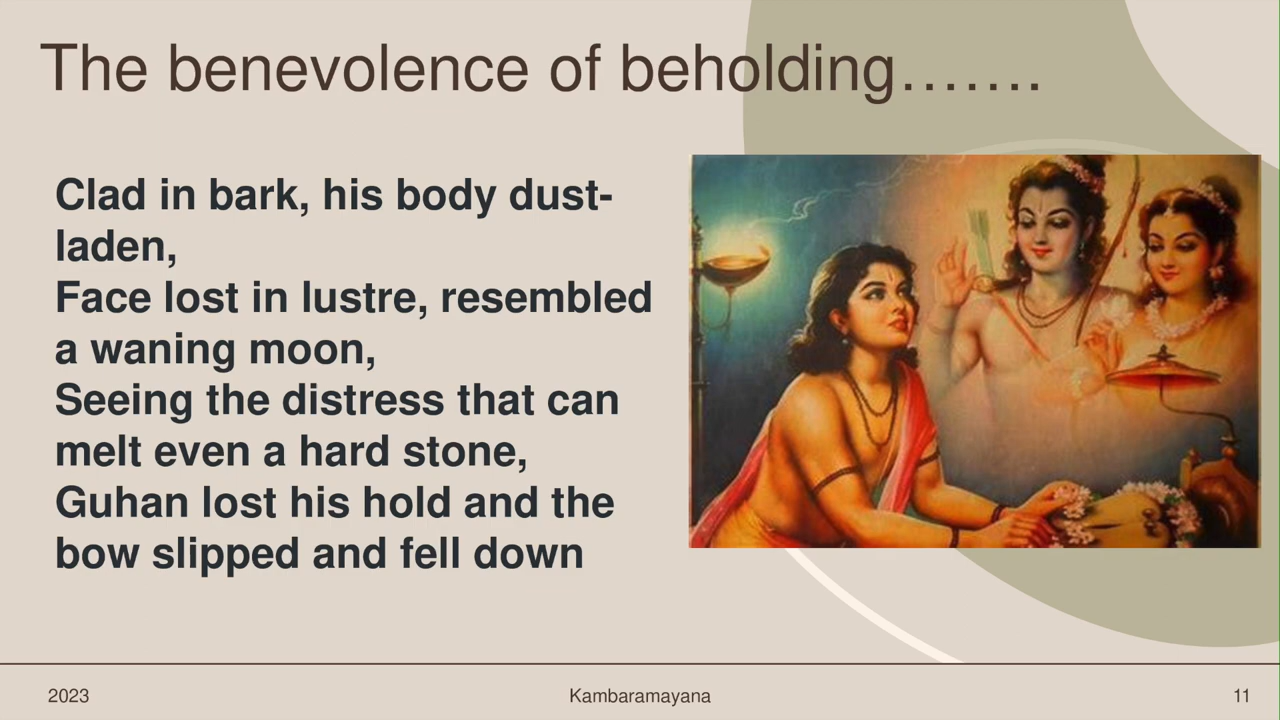 The benevolence of beholding…….
Clad in bark, his body dust-
laden,
Face lost in lustre, resembled
a waning moon,
Seeing the distress that can
melt even a hard stone,
Guhan lost his hold and the
bow slipped and fell down
2023
Kambaramayana
11